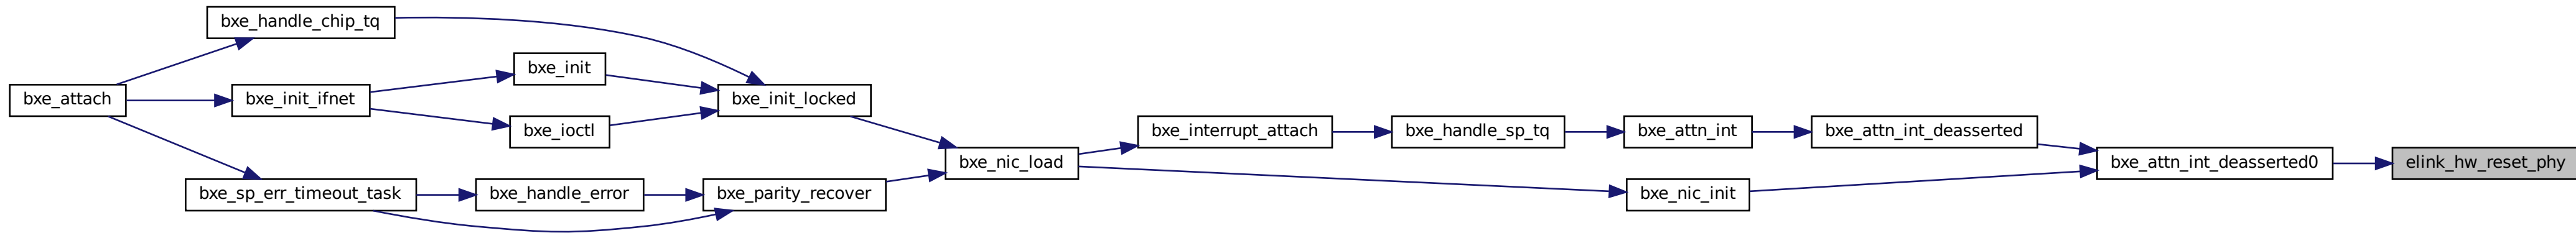 bxe_handle_chip_tq
bxe_init
bxe_attach
bxe_init_ifnet
bxe_init_locked
bxe_ioctl
bxe_interrupt_attach
bxe_handle_sp_tq
bxe_attn_int
bxe_attn_int_deasserted
bxe_nic_load
bxe_attn_int_deasserted0
elink_hw_reset_phy
bxe_sp_err_timeout_task
bxe_handle_error
bxe_parity_recover
bxe_nic_init